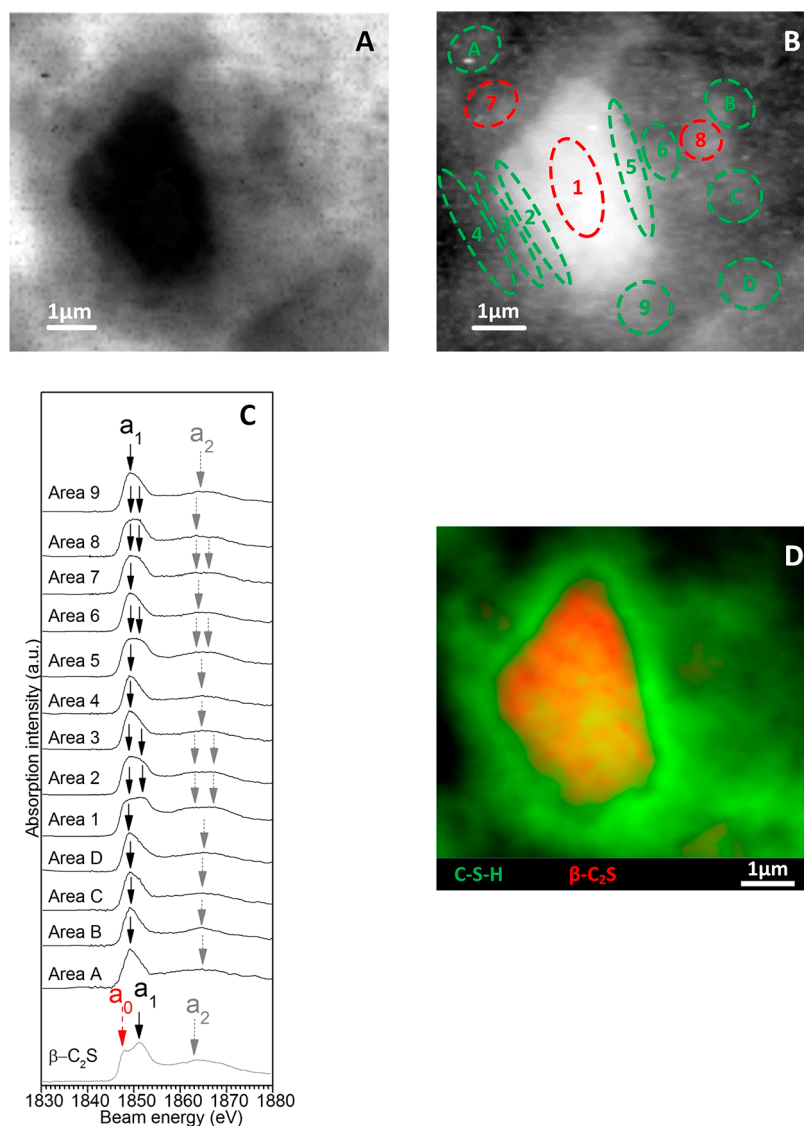 A
1μm
B
A
7
B
8
6
5
1
C
2
3
4
D
9
1μm
C
a1
a2
Area 9
Area 8
Area 7
Area 6
Area 5
Area 4
Area 3
Area 2
Area 1
Area D
Area C
Area B
Area A
a0
a1
a2
β–C2S
Absorption intensity (a.u.)
1830 1840 1850 1860 1870 1880
Beam energy (eV)
D
C-S-H
β-C2S
1μm